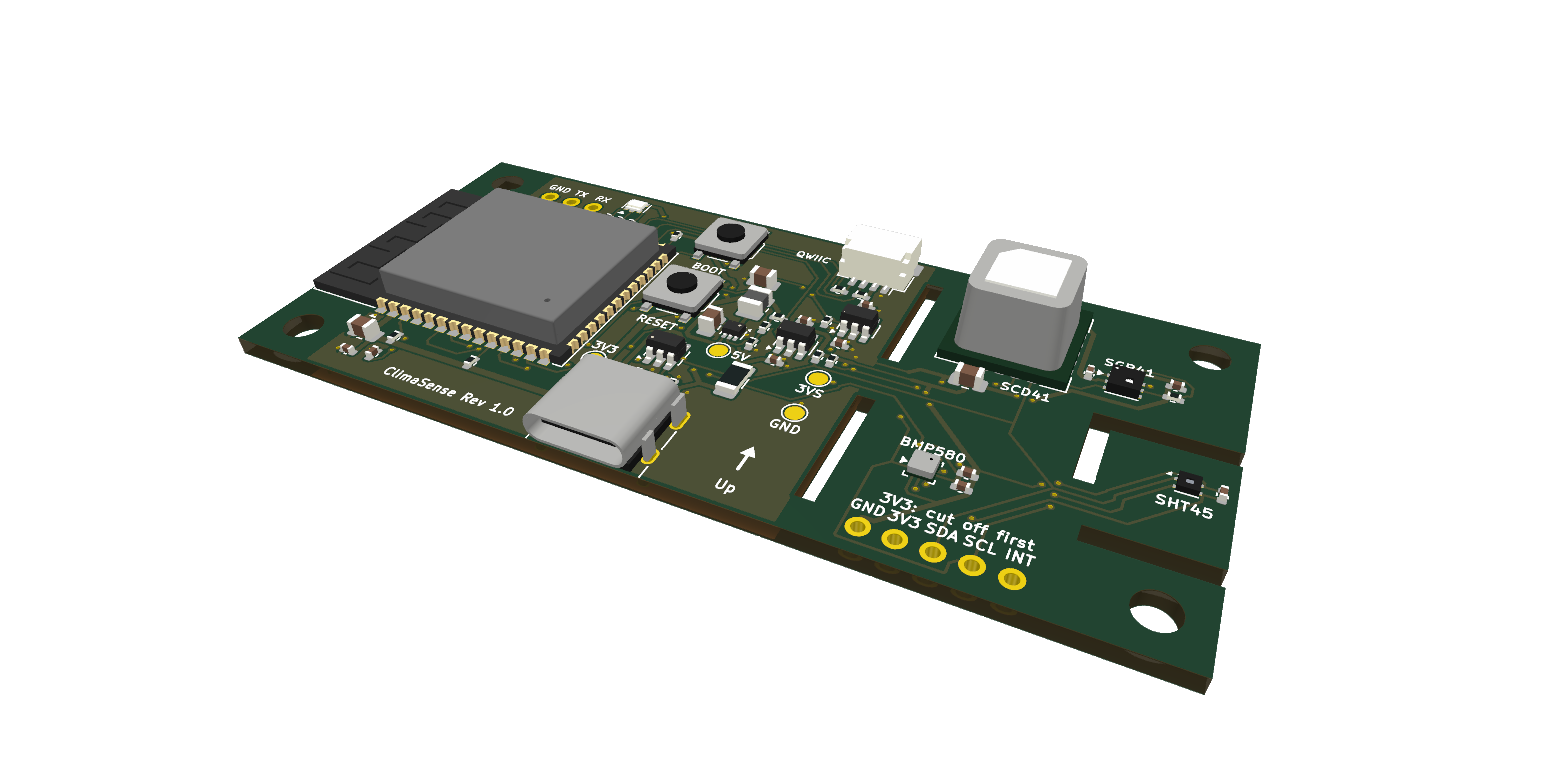 GND TX RX
BOOT
QWIIC
RESET
3V3
5V
ClimaSense Rev 1.0
3VS
GND
Up
SCD41
BMP580
SHT45
3V3: cut off first
GND 3V3 SDA SCL INT